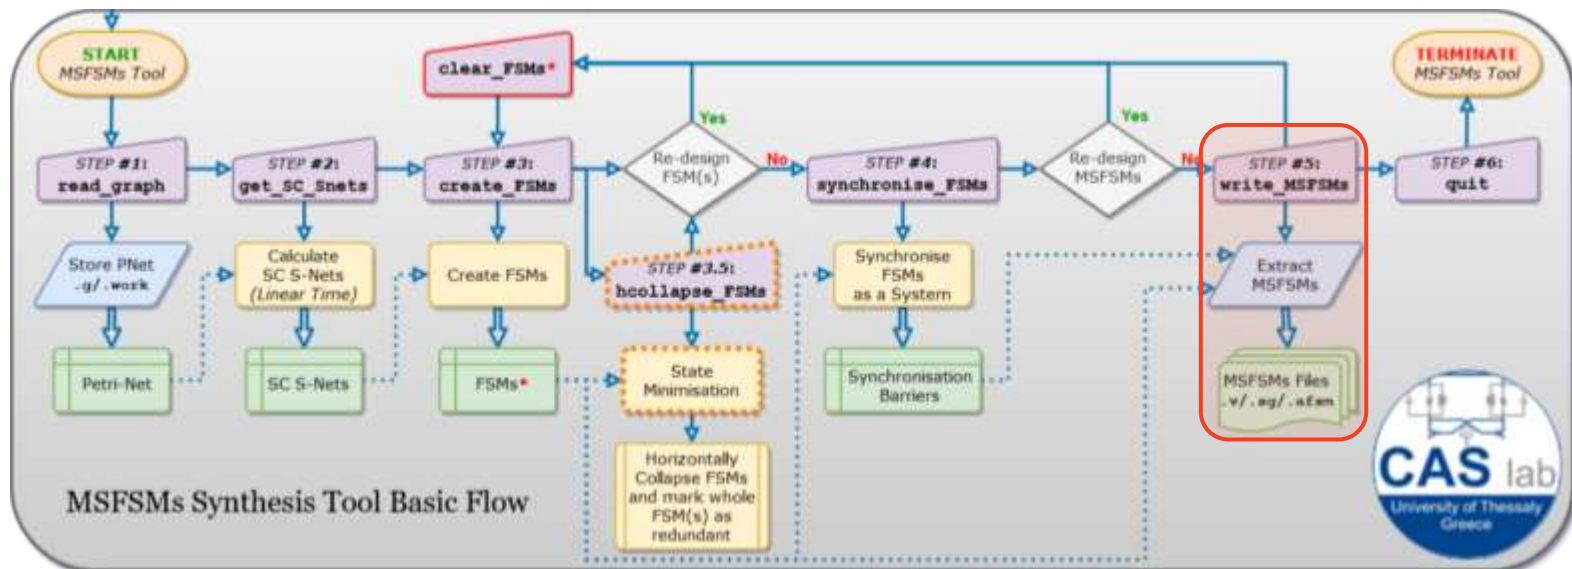 START
MSFSMs Tool
clear_FSMs*
TERMINATE
MSFSMs Tool
Yes
Yes
STEP #1:
read_graph
STEP #2:
get_SC_Snets
STEP #3:
create_FSMs
Re-design
FSM(s)
No
STEP #4:
synchronise_FSMs
Re-design
MSFSMs
No
STEP #5:
write_MSFSMs
STEP #6:
quit
Store PNet
.g/.work
Calculate
SC S-Nets
(Linear Time)
Create FSMs
STEP #3.5:
hcollapse_FSMs
Synchronise
FSMs
as a System
Extract
MSFSMs
Petri-Net
SC S-Nets
FSMs*
State
Minimisation
Synchronisation
Barriers
MSFSMs Files
.v/.sg/.afsm
Horizontally
Collapse FSMs
and mark whole
FSM(s) as
redundant
MSFSMs Synthesis Tool Basic Flow
CAS lab
University of Thessaly
Greece